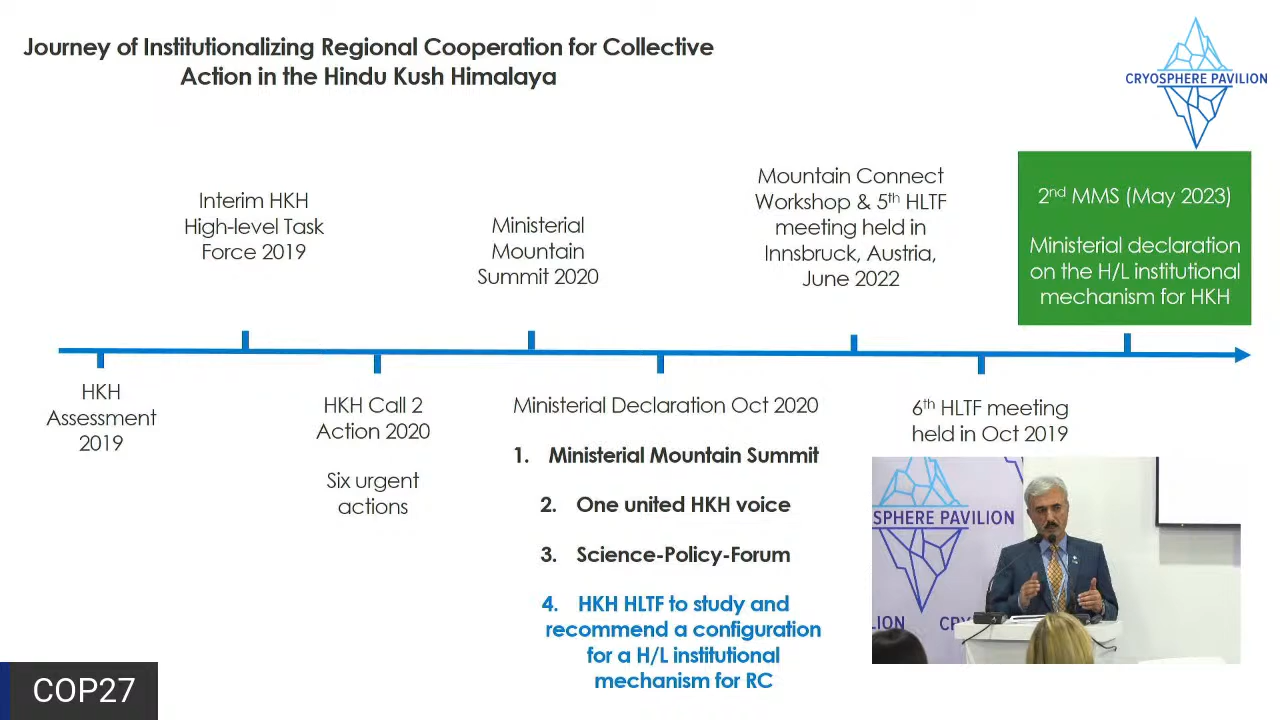 Journey of Institutionalizing Regional Cooperation for Collective
Action in the Hindu Kush Himalaya
CRYOSPHERE PAVILION
Interim HKH
High-level Task
Force 2019
Ministerial
Mountain
Summit 2020
Mountain Connect
Workshop & 5th HLTF
meeting held in
Innsbruck, Austria,
June 2022
2nd MMS (May 2023)
Ministerial declaration
on the H/L institutional
mechanism for HKH
HKH
Assessment
2019
HKH Call 2
Action 2020
Six urgent
actions
Ministerial Declaration Oct 2020
1. Ministerial Mountain Summit
2. One united HKH voice
3. Science-Policy-Forum
4. HKH HLTF to study and
recommend a configuration
for a H/L institutional
mechanism for RC
6th HLTF meeting
held in Oct 2019
SPHERE PAVILION
ILION
CRYOSP
COP27